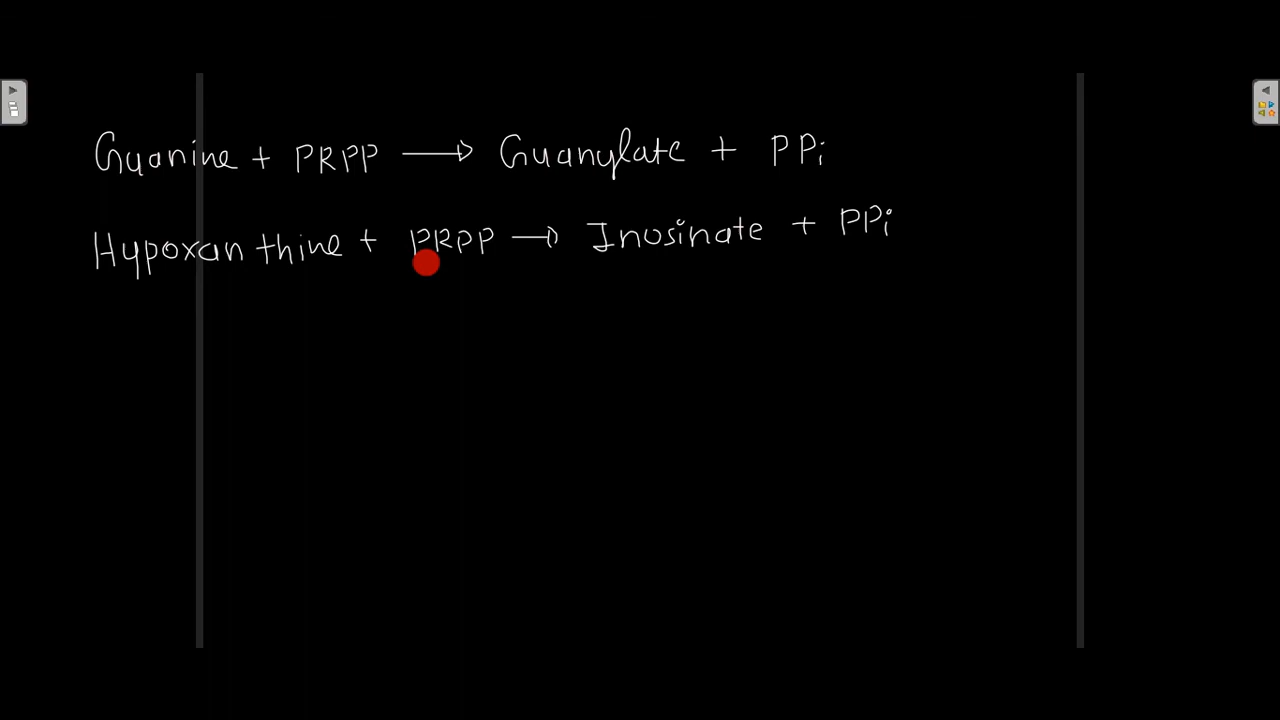 Guanine + PRPP → Guanylate + PPi
Hypoxanthine + PRPP → Inosinate + PPi